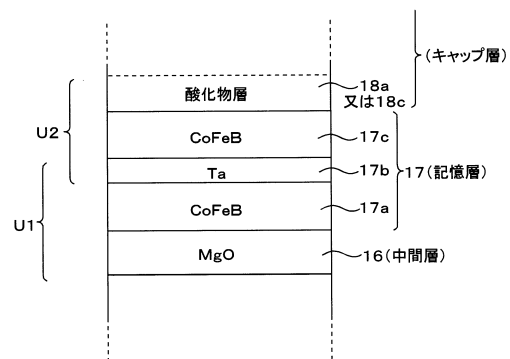 (キャップ層)
酸化物層
18a
又は18c
U2
CoFeB
17c
Ta
17b
17(記憶層)
U1
CoFeB
17a
MgO
16(中間層)